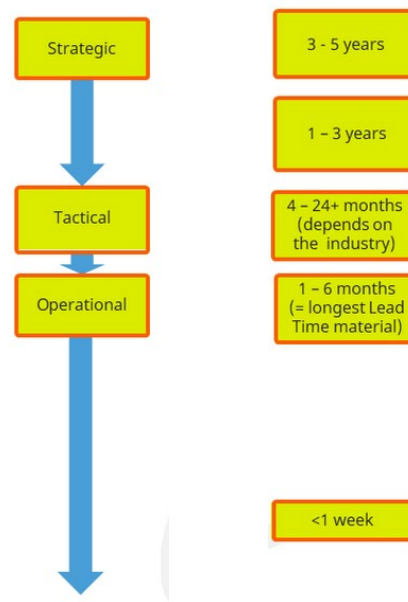 Strategic
3 - 5 years
1 – 3 years
Tactical
4 – 24+ months
(depends on
the industry)
Operational
1 – 6 months
(= longest Lead
Time material)
<1 week